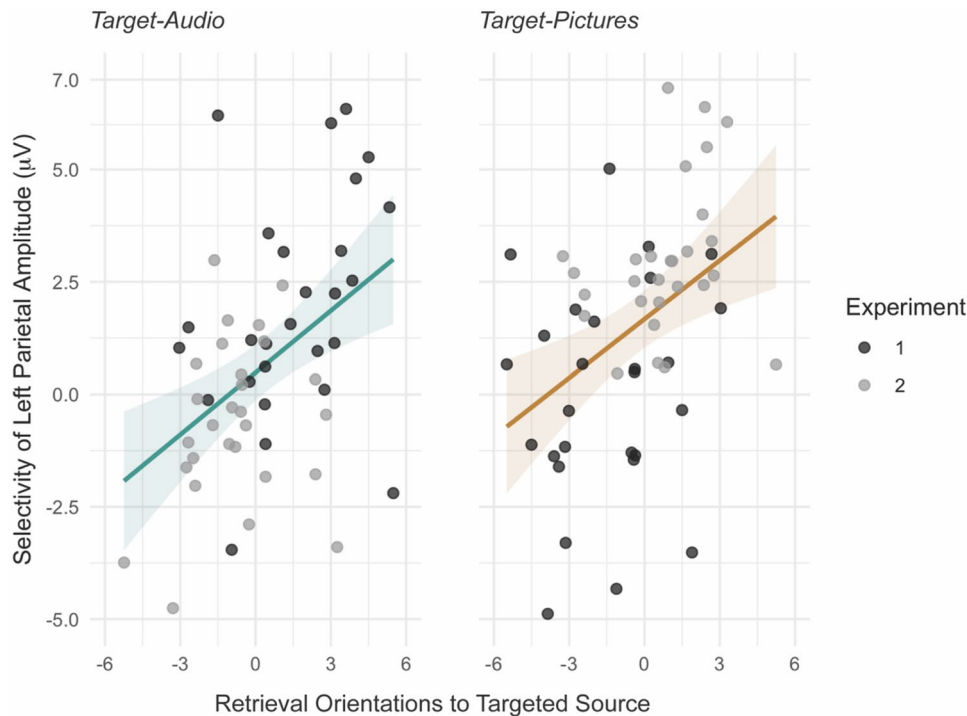 Target-Audio
Target-Pictures
7.0
5.0
2.5
0.0
-2.5
-5.0
Selectivity of Left Parietal Amplitude (µV)
-6 -3 0 3 6
-6 -3 0 3 6
Retrieval Orientations to Targeted Source
Experiment
1
2